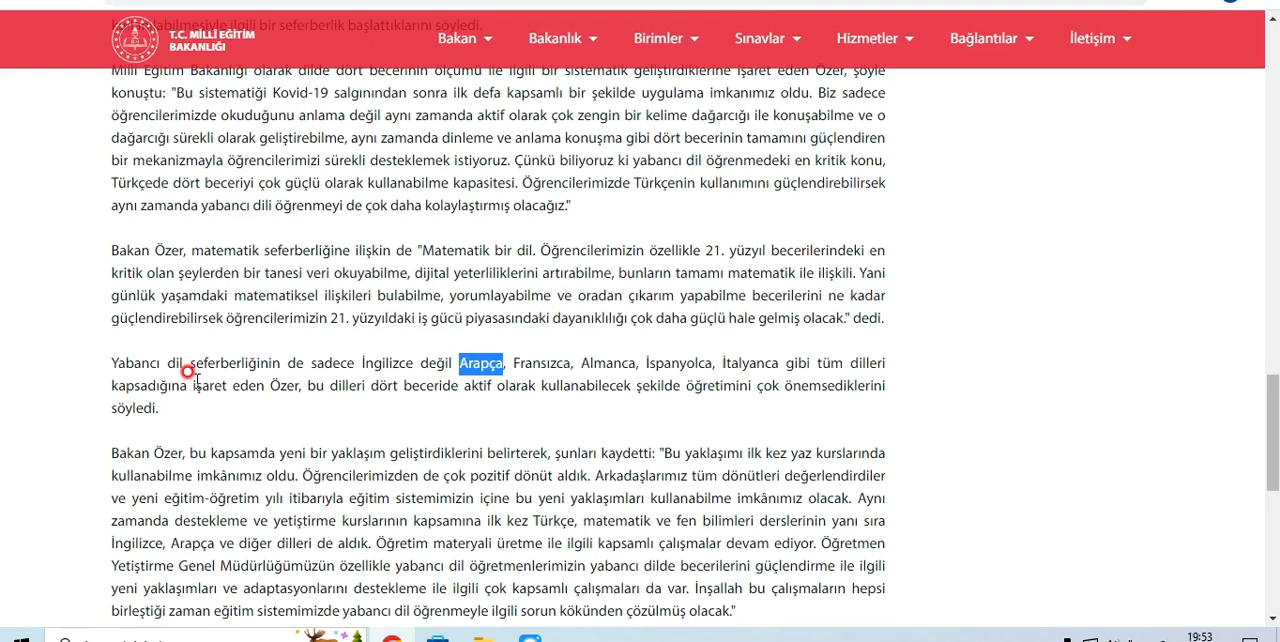 kullanılabilmesiyle ilgili bir seferberlik başlattıklarını söyledi.
T.C. MİLLÎ EĞİTİM
BAKANLIĞI
Bakan Bakanlık Birimler Sınavlar Hizmetler Bağlantılar İletişim
Millî Eğitim Bakanlığı olarak dilde dört becerinin ölçümü ile ilgili bir sistematik geliştirdiklerine işaret eden Özer, şöyle
konuştu: "Bu sistematiği Kovid-19 salgınından sonra ilk defa kapsamlı bir şekilde uygulama imkanımız oldu. Biz sadece
öğrencilerimizde okuduğunu anlama değil aynı zamanda aktif olarak çok zengin bir kelime dağarcığı ile konuşabilme ve o
dağarcığı sürekli olarak geliştirebilme, aynı zamanda dinleme ve anlama konuşma gibi dört becerinin tamamını güçlendiren
bir mekanizmayla öğrencilerimizi sürekli desteklemek istiyoruz. Çünkü biliyoruz ki yabancı dil öğrenmedeki en kritik konu,
Türkçede dört beceriyi çok güçlü olarak kullanabilme kapasitesi. Öğrencilerimizde Türkçenin kullanımını güçlendirebilirsek
aynı zamanda yabancı dili öğrenmeyi de çok daha kolaylaştırmış olacağız."
Bakan Özer, matematik seferberliğine ilişkin de "Matematik bir dil. Öğrencilerimizin özellikle 21. yüzyıl becerilerindeki en
kritik olan şeylerden bir tanesi veri okuyabilme, dijital yeterliliklerini artırabilme, bunların tamamı matematik ile ilişkili. Yani
günlük yaşamdaki matematiksel ilişkileri bulabilme, yorumlayabilme ve oradan çıkarım yapabilme becerilerini ne kadar
güçlendirebilirsek öğrencilerimizin 21. yüzyıldaki iş gücü piyasasındaki dayanıklılığı çok daha güçlü hale gelmiş olacak." dedi.
Yabancı dil seferberliğinin de sadece İngilizce değil Arapça, Fransızca, Almanca, İspanyolca, İtalyanca gibi tüm dilleri
kapsadığına işaret eden Özer, bu dilleri dört beceride aktif olarak kullanabilecek şekilde öğretimini çok önemsediklerini
söyledi.
Bakan Özer, bu kapsamda yeni bir yaklaşım geliştirdiklerini belirterek, şunları kaydetti: "Bu yaklaşımı ilk kez yaz kurslarında
kullanabilme imkânımız oldu. Öğrencilerimizden de çok pozitif dönüt aldık. Arkadaşlarımız tüm dönütleri değerlendirdiler
ve yeni eğitim-öğretim yılı itibarıyla eğitim sistemimizin içine bu yeni yaklaşımları kullanabilme imkânımız olacak. Aynı
zamanda destekleme ve yetiştirme kurslarının kapsamına ilk kez Türkçe, matematik ve fen bilimleri derslerinin yanı sıra
İngilizce, Arapça ve diğer dilleri de aldık. Öğretim materyali üretme ile ilgili kapsamlı çalışmalar devam ediyor. Öğretmen
Yetiştirme Genel Müdürlüğümüzün özellikle yabancı dil öğretmenlerimizin yabancı dilde becerilerini güçlendirme ile ilgili
yeni yaklaşımları ve adaptasyonlarını destekleme ile ilgili çok kapsamlı çalışmaları da var. İnşallah bu çalışmaların hepsi
birleştiği zaman eğitim sistemimizde yabancı dil öğrenmeyle ilgili sorun kökünden çözülmüş olacak."
19:53